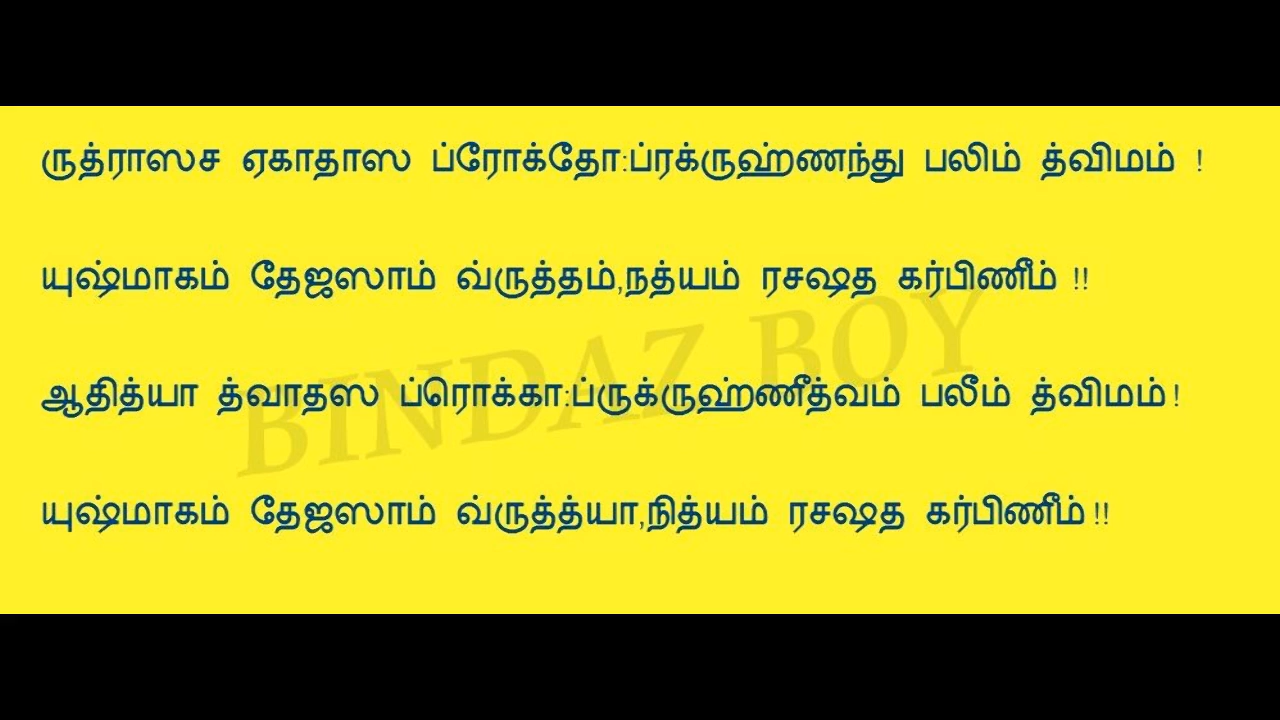 ருத்ராஸச ஏகாதாஸ ப்ரோக்தோ:ப்ரக்ருஹ்ணந்து பலிம் த்விமம் !
யுஷ்மாகம் தேஜஸாம் வ்ருத்தம்,நத்யம் ரசஷத கர்பிணீம் !!
BINDAZ BOY
ஆதித்யா த்வாதஸ ப்ரொக்கா:ப்ருக்ருஹ்ணீத்வம் பலீம் த்விமம் !
யுஷ்மாகம் தேஜஸாம் வ்ருத்த்யா,நித்யம் ரசஷத கர்பிணீம் !!